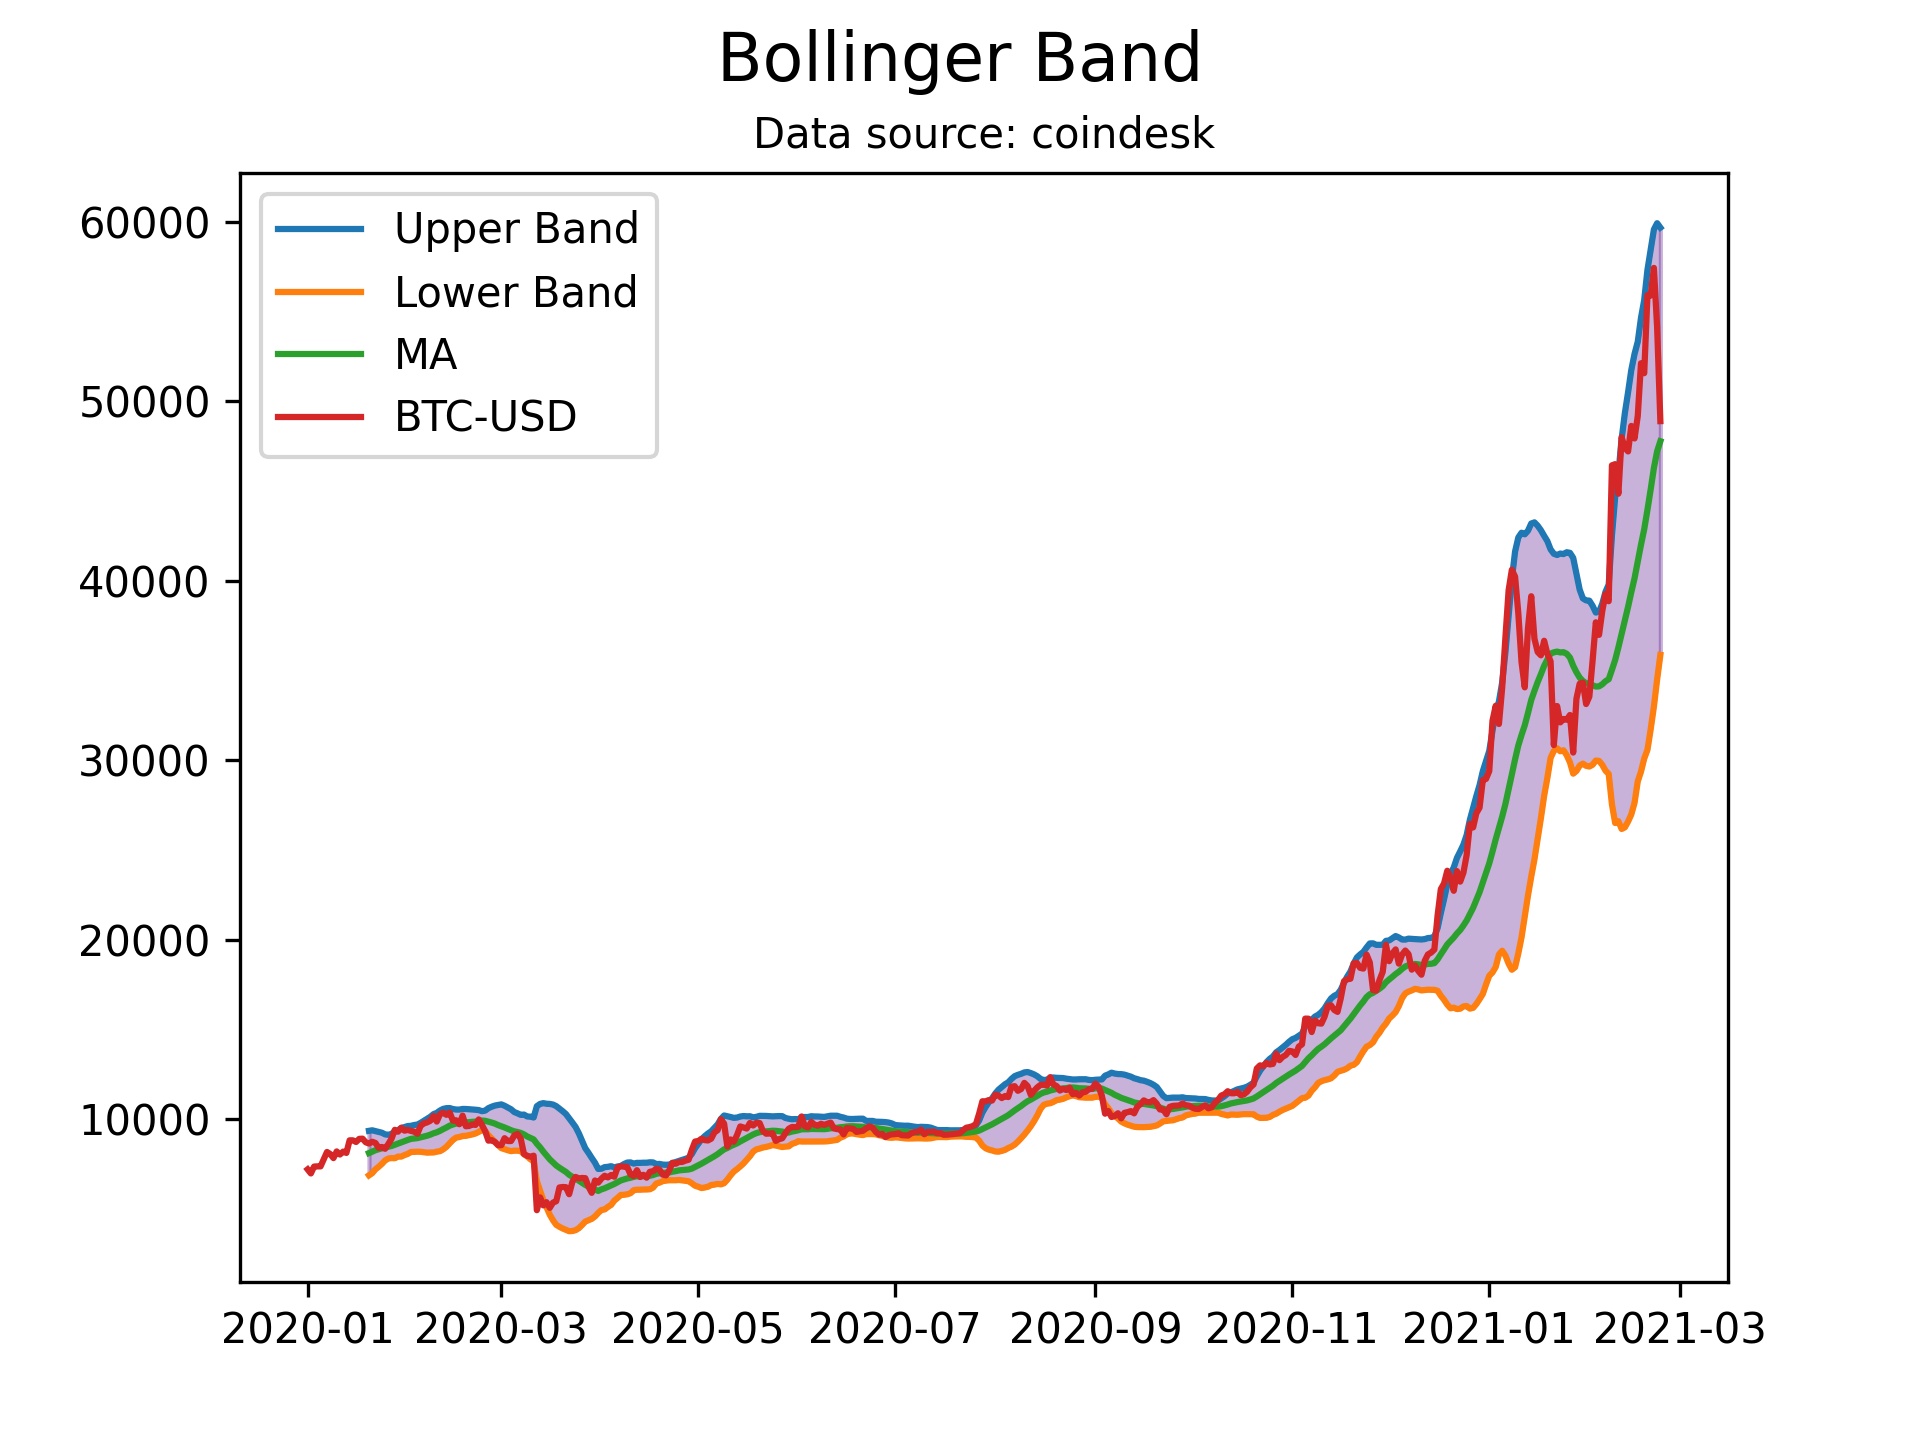 Bollinger Band
Data source: coindesk
Upper Band
Lower Band
MA
BTC-USD
60000
50000
40000
30000
20000
10000
2020-01 2020-03 2020-05 2020-07 2020-09 2020-11 2021-01 2021-03